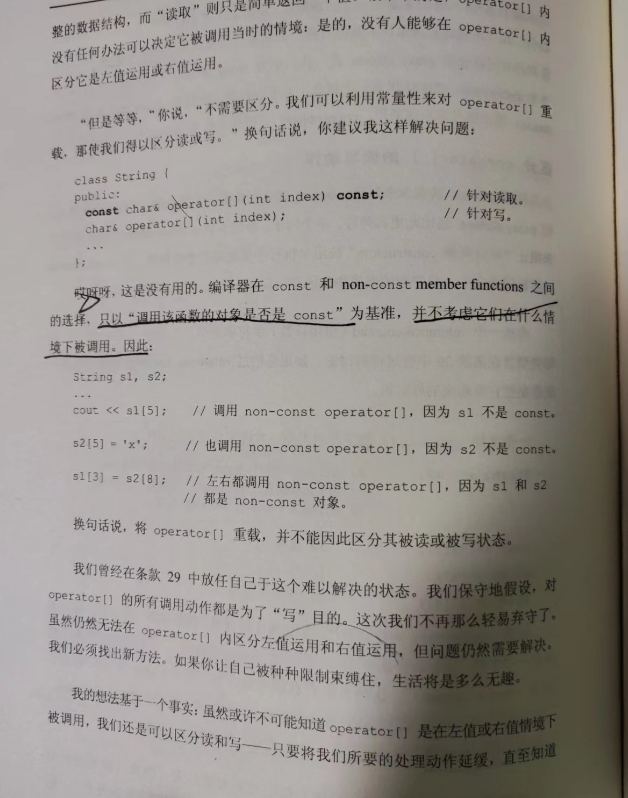 整的数据结构，而“读取”则只是简单返回一个值。
operator[] 内
没有任何办法可以决定它被调用当时的情境：是的，没有人能够在 operator[] 内
区分它是左值运用或右值运用。
“但是等等，”你说，“不需要区分。我们可以利用常量性来对 operator[] 重
载，那使我们得以区分读或写。”换句话说，你建议我这样解决问题：
class String {
public:
const char& operator[](int index) const; // 针对读取。
char& operator[](int index); // 针对写。
...
};
哎呀呀，这是没有用的。编译器在 const 和 non-const member functions 之间
的选择，只以“调用该函数的对象是否是 const”为基准，并不考虑它们在什么情
境下被调用。因此：
String s1, s2;
...
cout << s1[5]; // 调用 non-const operator[]，因为 s1 不是 const。
s2[5] = 'x'; // 也调用 non-const operator[]，因为 s2 不是 const。
s1[3] = s2[8]; // 左右都调用 non-const operator[]，因为 s1 和 s2
// 都是 non-const 对象。
换句话说，将 operator[] 重载，并不能因此区分其被读或被写状态。
我们曾经在条款 29 中放任自己于这个难以解决的状态。我们保守地假设，对
operator[] 的所有调用动作都是为了“写”目的。这次我们不再那么轻易弃守了。
虽然仍然无法在 operator[] 内区分左值运用和右值运用，但问题仍然需要解决。
我们必须找出新方法。如果你让自己被种种限制束缚住，生活将是多么无趣。
我的想法基于一个事实：虽然或许不可能知道 operator[] 是在左值或右值情境下
被调用，我们还是可以区分读和写——只要将我们所要的处理动作延缓，直至知道